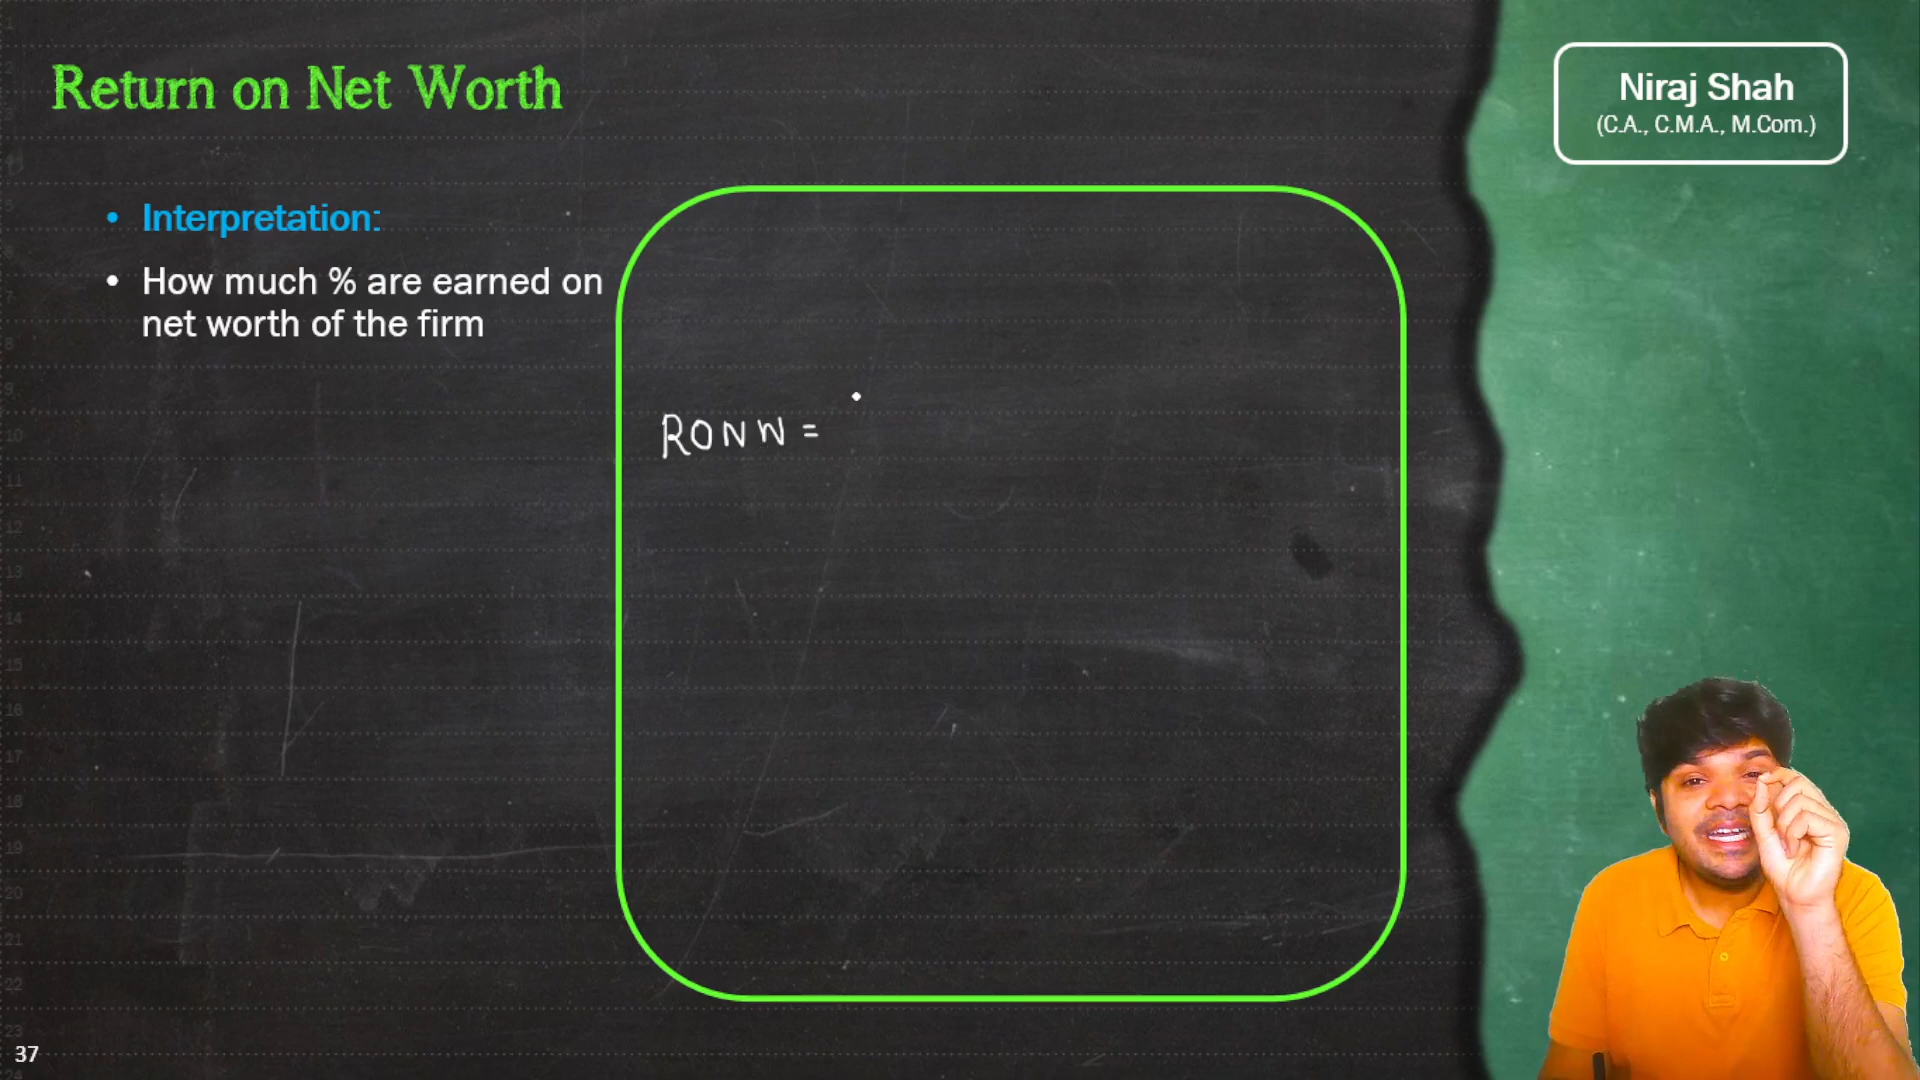 Return on Net Worth
Niraj Shah
(C.A., C.M.A., M.Com.)
• Interpretation:
• How much % are earned on
net worth of the firm
RONW =
37